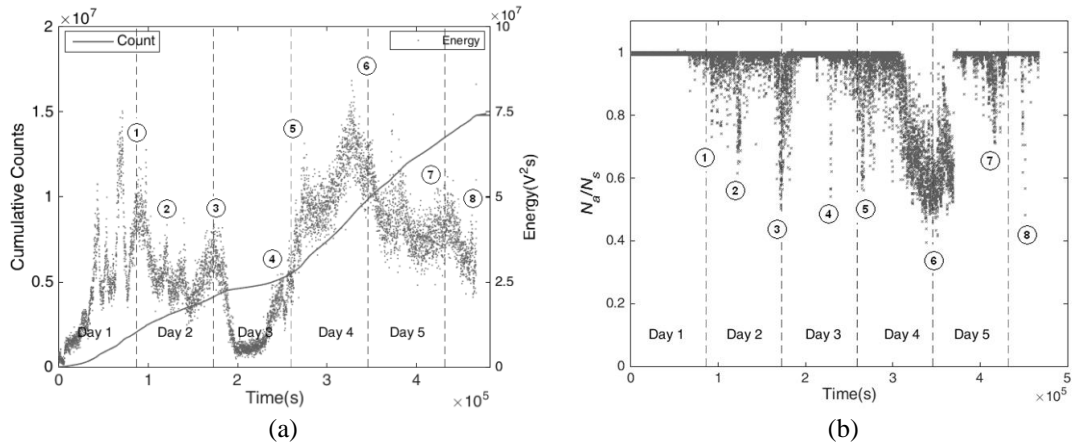 2 ×10⁷
10 ×10⁷
Count
Energy
1.5
1
0.5
0
7.5
5
2.5
0
Cumulative Counts
Energy(V²s)
1
2
3
4
5
6
7
8
Day 1
Day 2
Day 3
Day 4
Day 5
0 1 2 3 4
Time(s)
×10⁵
(a)
1
0.8
0.6
0.4
0.2
0
Nₐ/Nₛ
1
2
3
4
5
6
7
8
Day 1
Day 2
Day 3
Day 4
Day 5
0 1 2 3 4 5
Time(s)
×10⁵
(b)